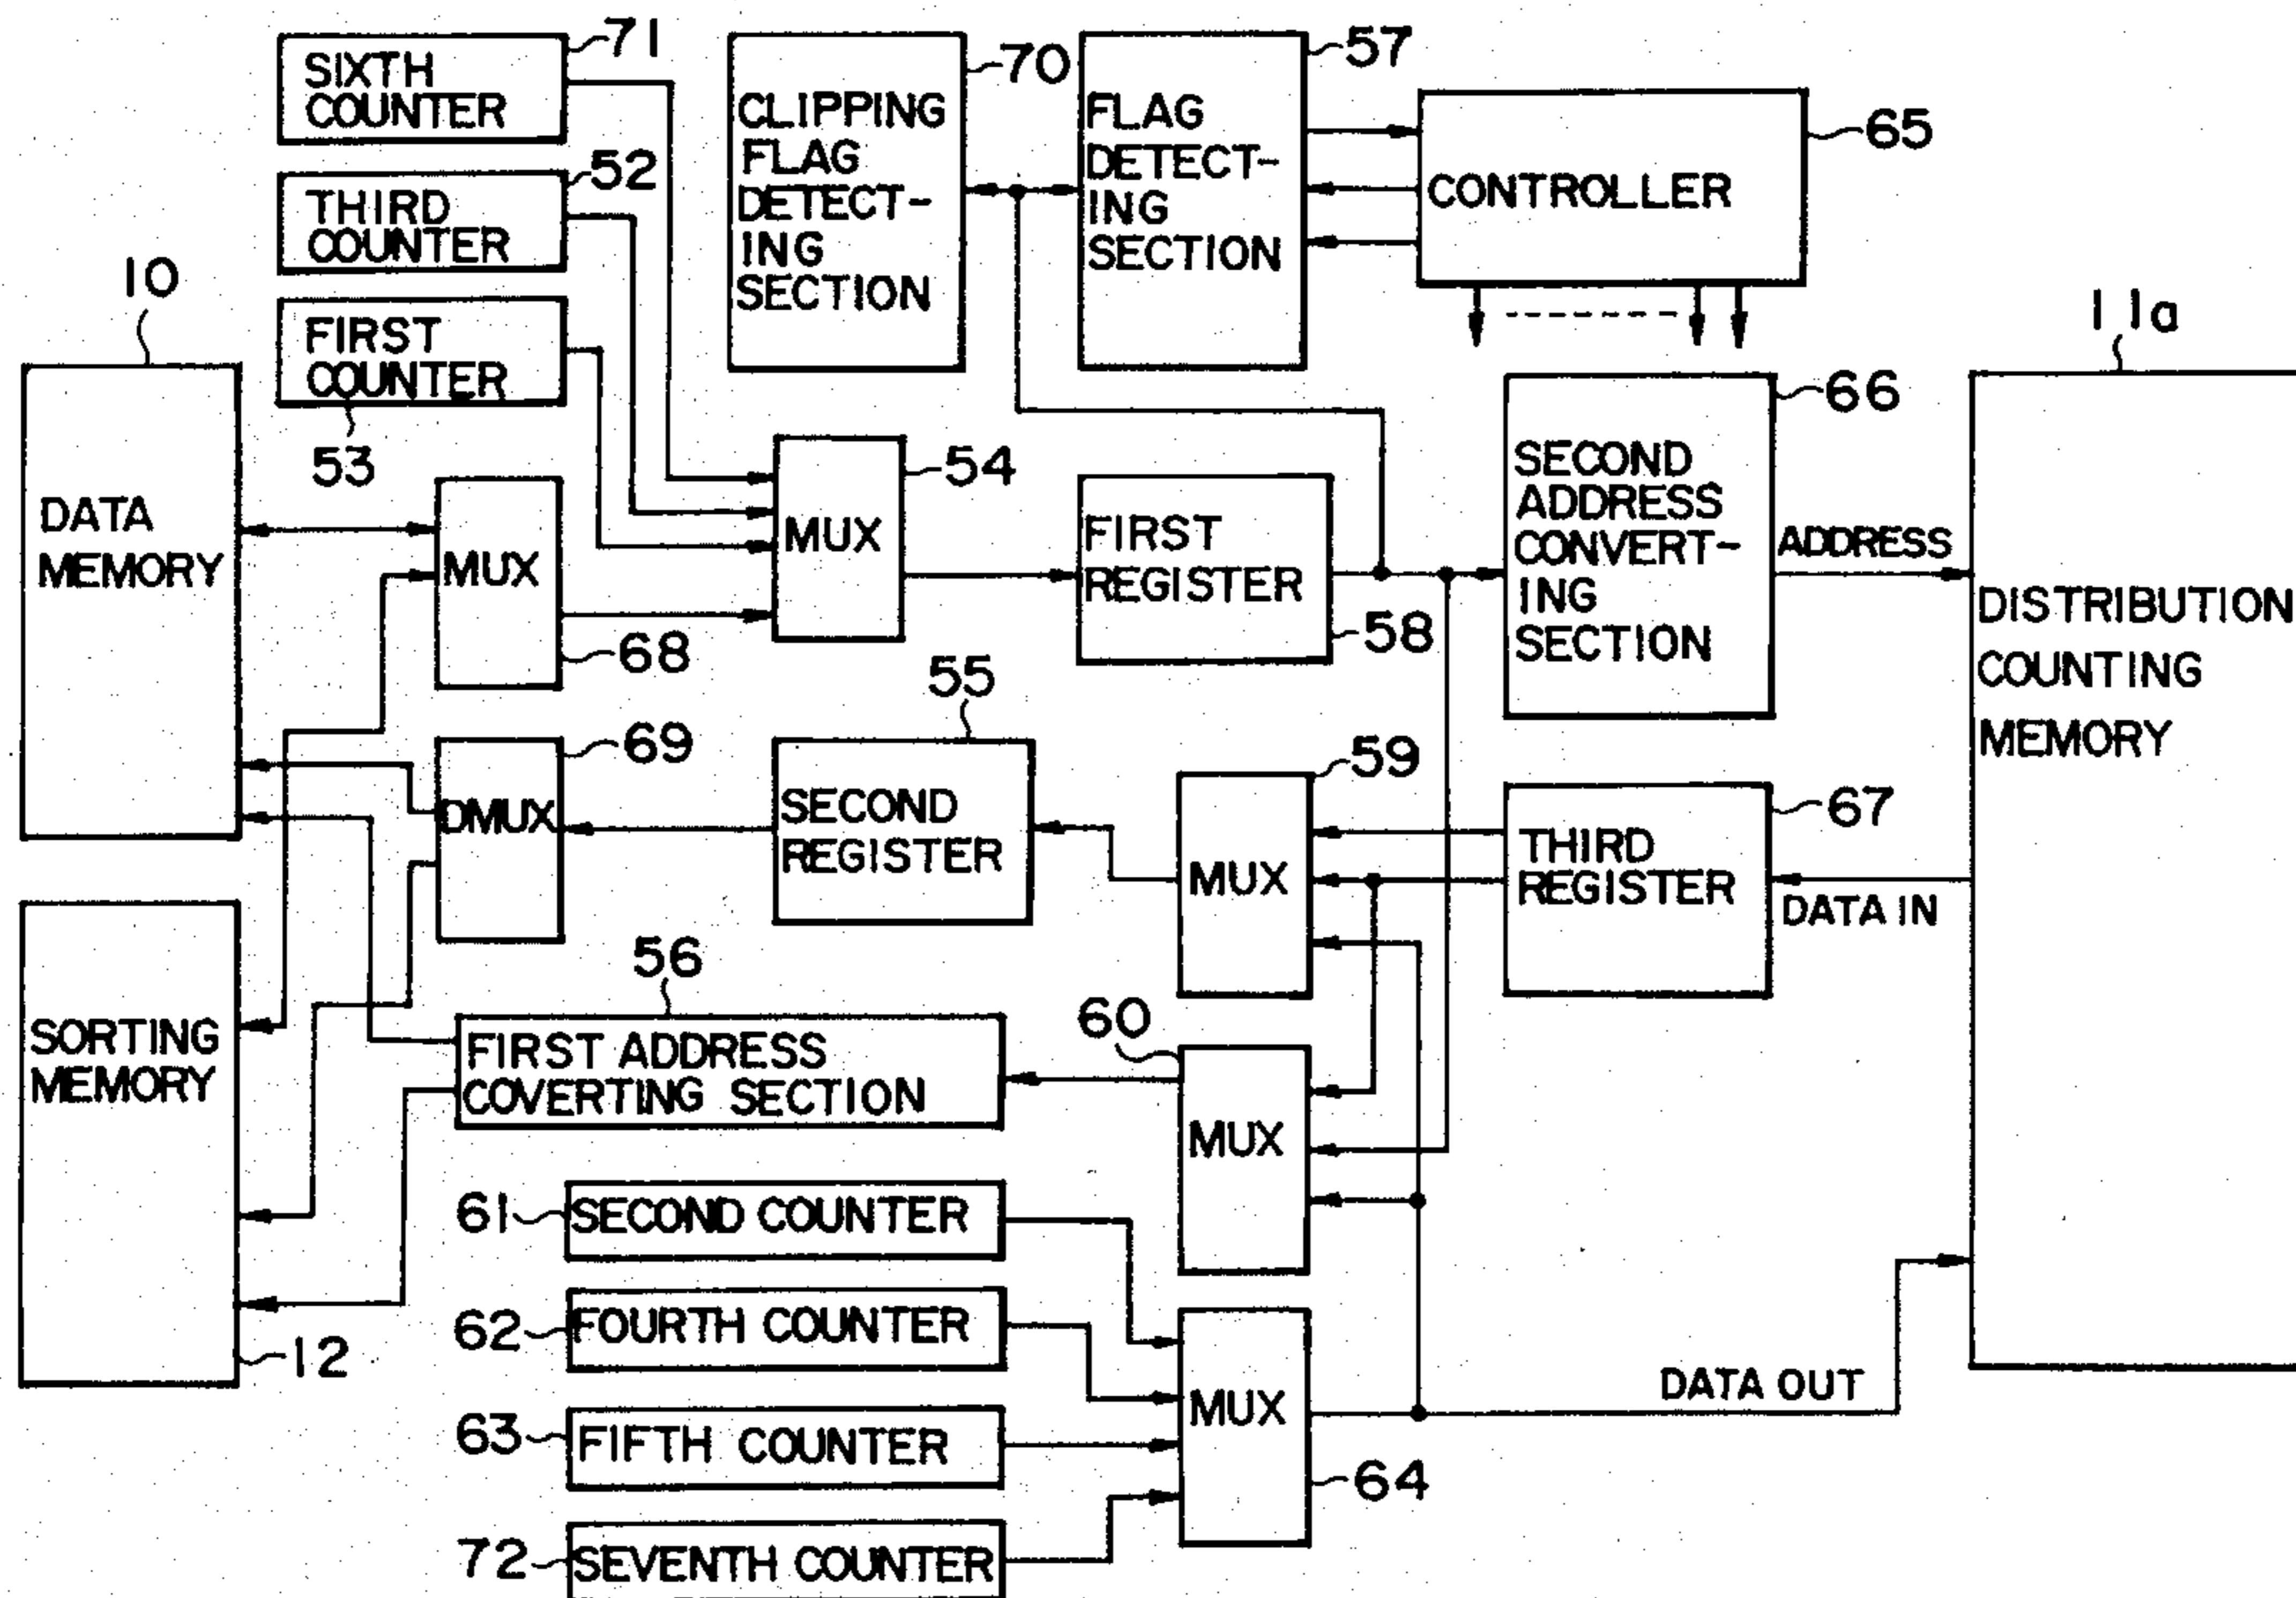 SIXTH
COUNTER
71
THIRD
COUNTER
52
FIRST
COUNTER
53
CLIPPING
FLAG
DETECT-
ING
SECTION
70
FLAG
DETECT-
ING
SECTION
57
CONTROLLER
65
10
DATA
MEMORY
MUX
68
MUX
54
FIRST
REGISTER
58
SECOND
ADDRESS
CONVERT-
ING
SECTION
66
ADDRESS
11a
DISTRIBUTION
COUNTING
MEMORY
DMUX
69
55
SECOND
REGISTER
MUX
59
THIRD
REGISTER
67
DATA IN
SORTING
MEMORY
12
56
FIRST ADDRESS
COVERTING SECTION
60
MUX
61
SECOND COUNTER
62
FOURTH COUNTER
63
FIFTH COUNTER
72
SEVENTH COUNTER
MUX
64
DATA OUT